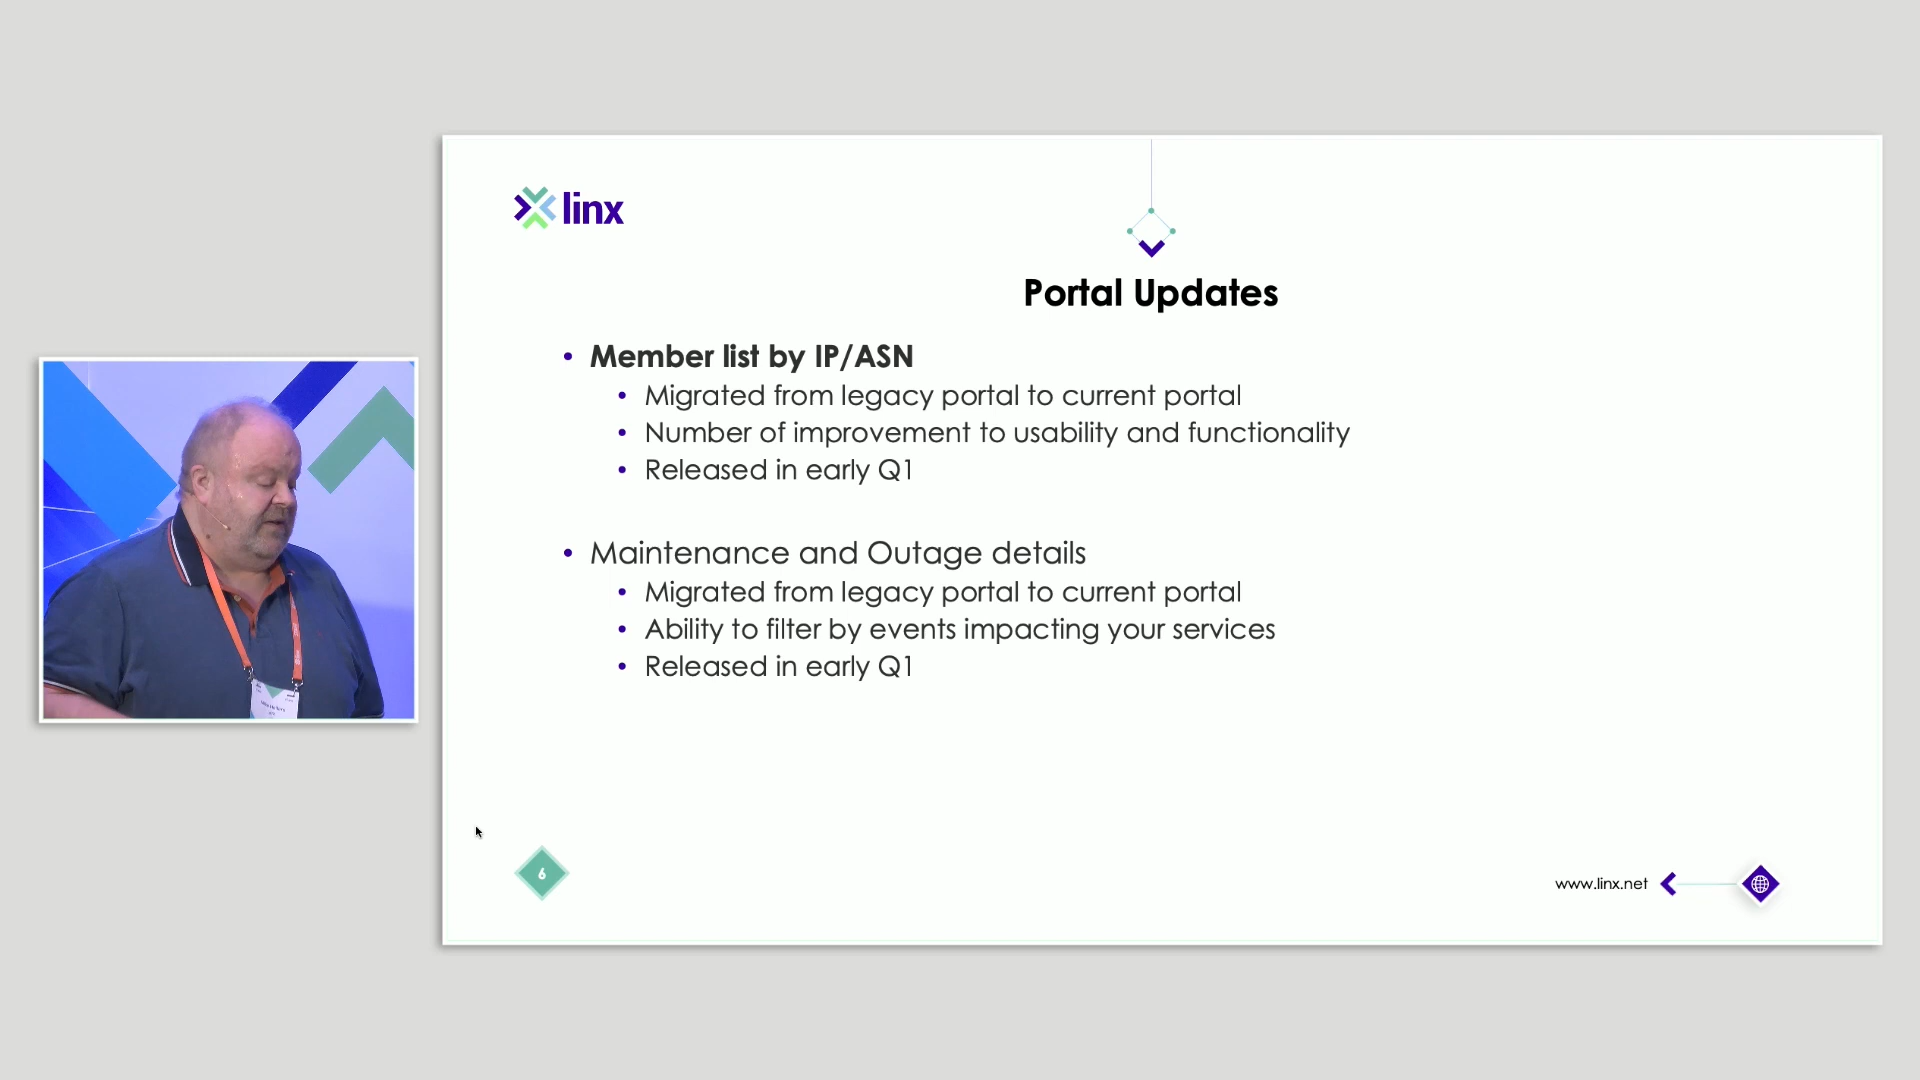 linx
Portal Updates
• Member list by IP/ASN
• Migrated from legacy portal to current portal
• Number of improvement to usability and functionality
• Released in early Q1
• Maintenance and Outage details
• Migrated from legacy portal to current portal
• Ability to filter by events impacting your services
• Released in early Q1
6
www.linx.net